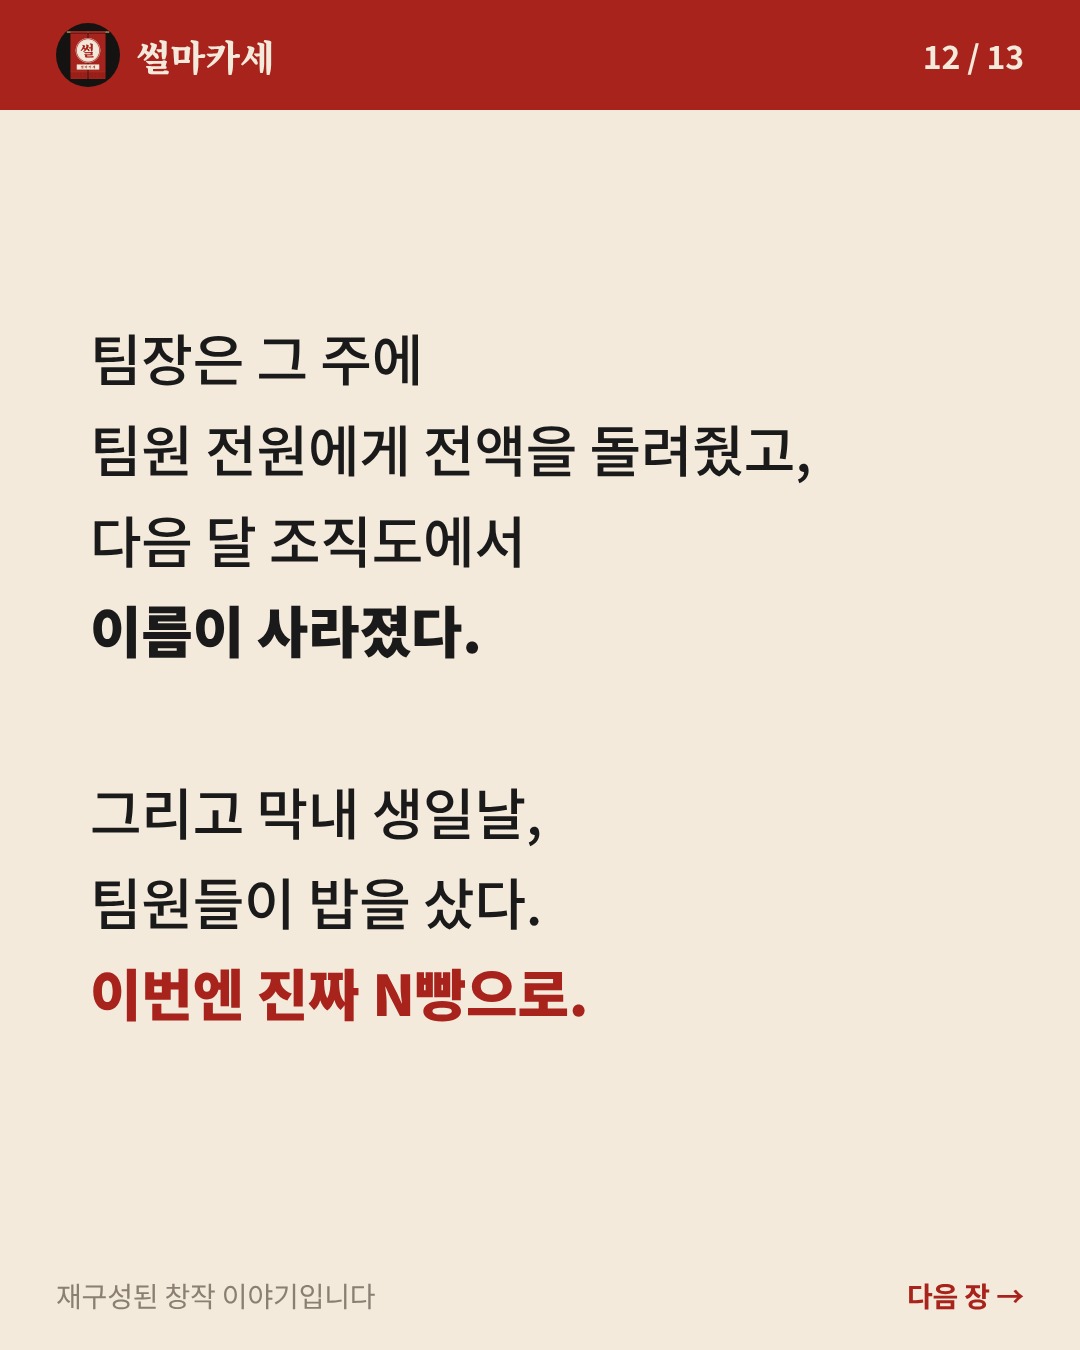 썰
썰마카세
12 / 13
팀장은 그 주에
팀원 전원에게 전액을 돌려줬고,
다음 달 조직도에서
이름이 사라졌다.
그리고 막내 생일날,
팀원들이 밥을 샀다.
이번엔 진짜 N빵으로.
재구성된 창작 이야기입니다
다음 장 →